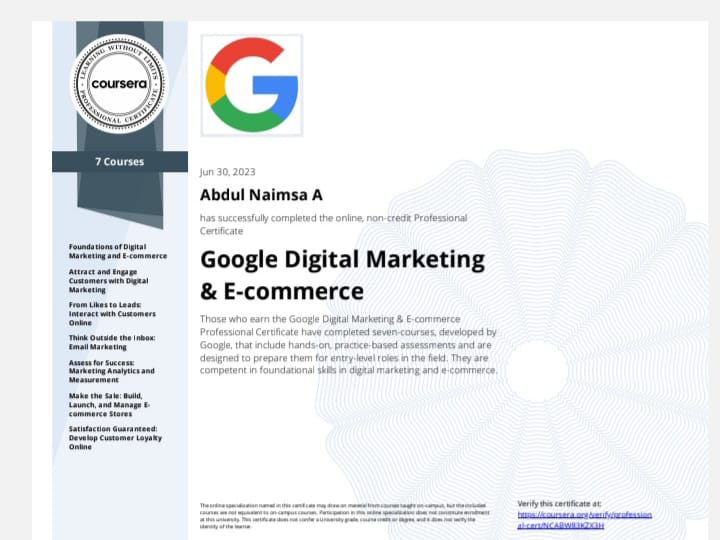 LEARNING WITHOUT LIMITS
coursera
PROFESSIONAL CERTIFICATE
7 Courses
Foundations of Digital
Marketing and E-commerce
Attract and Engage
Customers with Digital
Marketing
From Likes to Leads:
Interact with Customers
Online
Think Outside the Inbox:
Email Marketing
Assess for Success:
Marketing Analytics and
Measurement
Make the Sale: Build,
Launch, and Manage E-
commerce Stores
Satisfaction Guaranteed:
Develop Customer Loyalty
Online
G
Jun 30, 2023
Abdul Naimsa A
has successfully completed the online, non-credit Professional
Certificate
Google Digital Marketing
& E-commerce
Those who earn the Google Digital Marketing & E-commerce
Professional Certificate have completed seven-courses, developed by
Google, that include hands-on, practice-based assessments and are
designed to prepare them for entry-level roles in the field. They are
competent in foundational skills in digital marketing and e-commerce.
The online specialization named in this certificate may draw on material from courses taught on-campus, but the included
courses are not equivalent to on-campus courses. Participation in this online specialization does not constitute enrollment
at this university. This certificate does not confer a University grade, course credit or degree, and it does not verify the
identity of the learner.
Verify this certificate at:
https://coursera.org/verify/profession
al-cert/NCABW83KZX3H